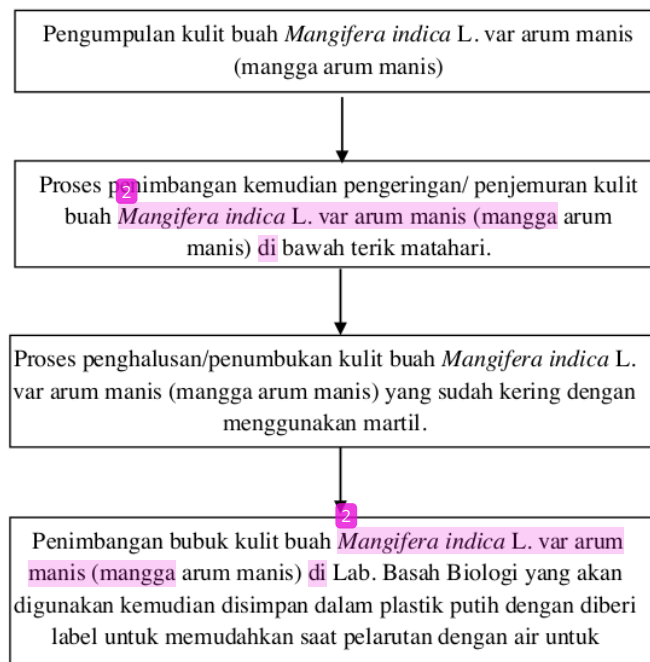 Pengumpulan kulit buah Mangifera indica L. var arum manis
(mangga arum manis)
2
Proses penimbangan kemudian pengeringan/ penjemuran kulit
buah Mangifera indica L. var arum manis (mangga arum
manis) di bawah terik matahari.
Proses penghalusan/penumbukan kulit buah Mangifera indica L.
var arum manis (mangga arum manis) yang sudah kering dengan
menggunakan martil.
2
Penimbangan bubuk kulit buah Mangifera indica L. var arum
manis (mangga arum manis) di Lab. Basah Biologi yang akan
digunakan kemudian disimpan dalam plastik putih dengan diberi
label untuk memudahkan saat pelarutan dengan air untuk